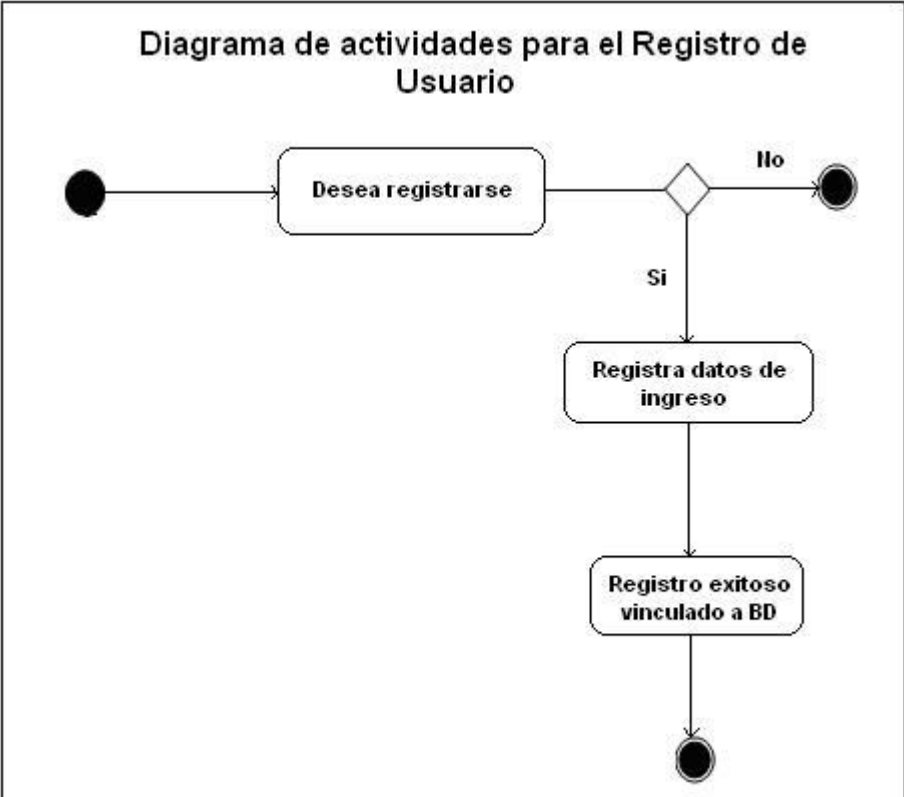 Diagrama de actividades para el Registro de
Usuario
Desea registrarse
No
Si
Registra datos de
ingreso
Registro exitoso
vinculado a BD